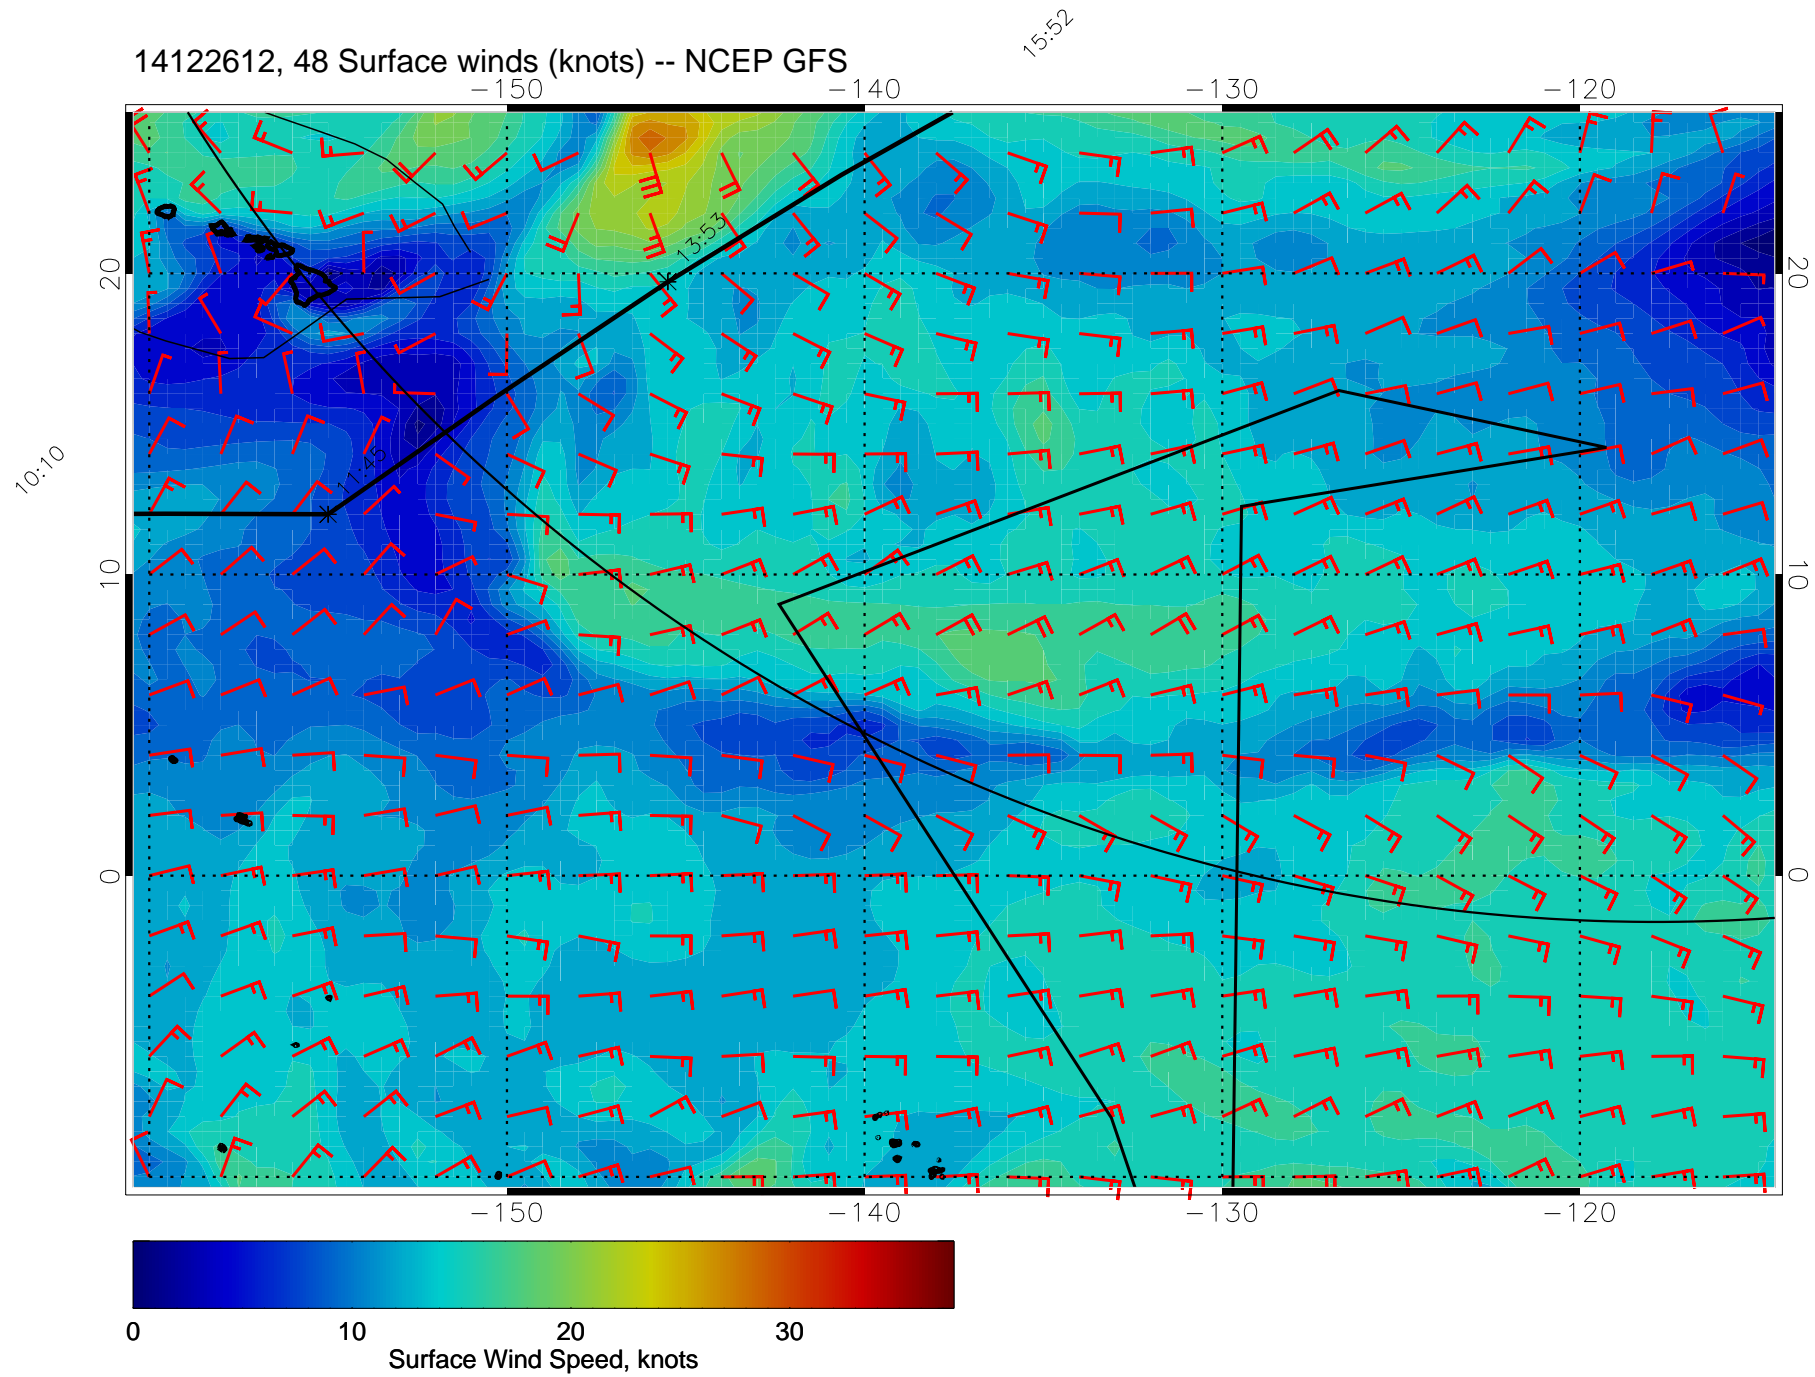 15:52
14122612, 48 Surface winds (knots) -- NCEP GFS
-150 -140 -130 -120
13:53
20 20
11:45
10:10
10 10
0 0
-150 -140 -130 -120
0 10 20 30
Surface Wind Speed, knots